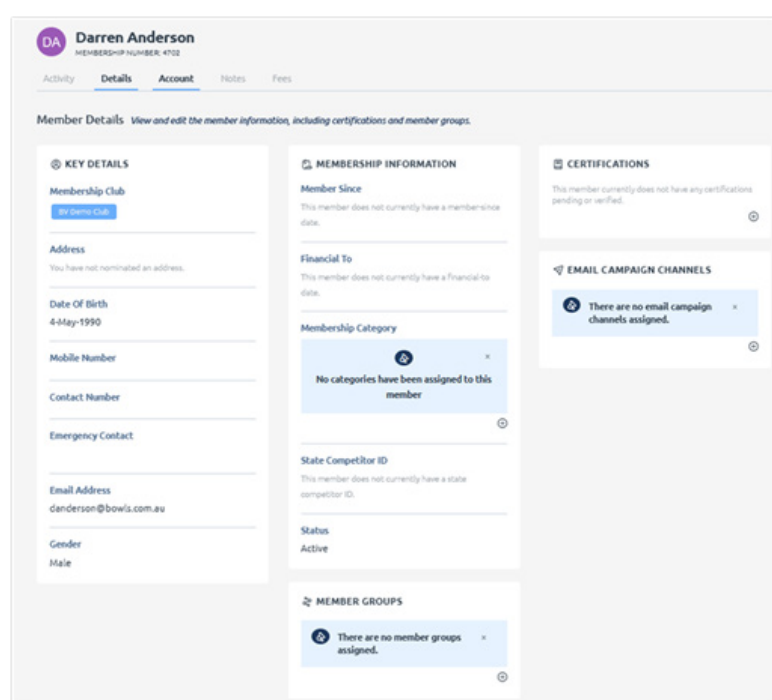 DA
Darren Anderson
MEMBERSHIP NUMBER: 4702
Activity Details Account Notes Fees
Member Details View and edit the member information, including certifications and member groups.
KEY DETAILS
Membership Club
BV Demo Club
Address
You have not nominated an address.
Date Of Birth
4-May-1990
Mobile Number
Contact Number
Emergency Contact
Email Address
danderson@bowls.com.au
Gender
Male
MEMBERSHIP INFORMATION
Member Since
This member does not currently have a member-since
date.
Financial To
This member does not currently have a financial-to
date.
Membership Category
×
No categories have been assigned to this
member
State Competitor ID
This member does not currently have a state
competitor ID.
Status
Active
MEMBER GROUPS
There are no member groups ×
assigned.
CERTIFICATIONS
This member currently does not have any certifications
pending or verified.
EMAIL CAMPAIGN CHANNELS
There are no email campaign ×
channels assigned.